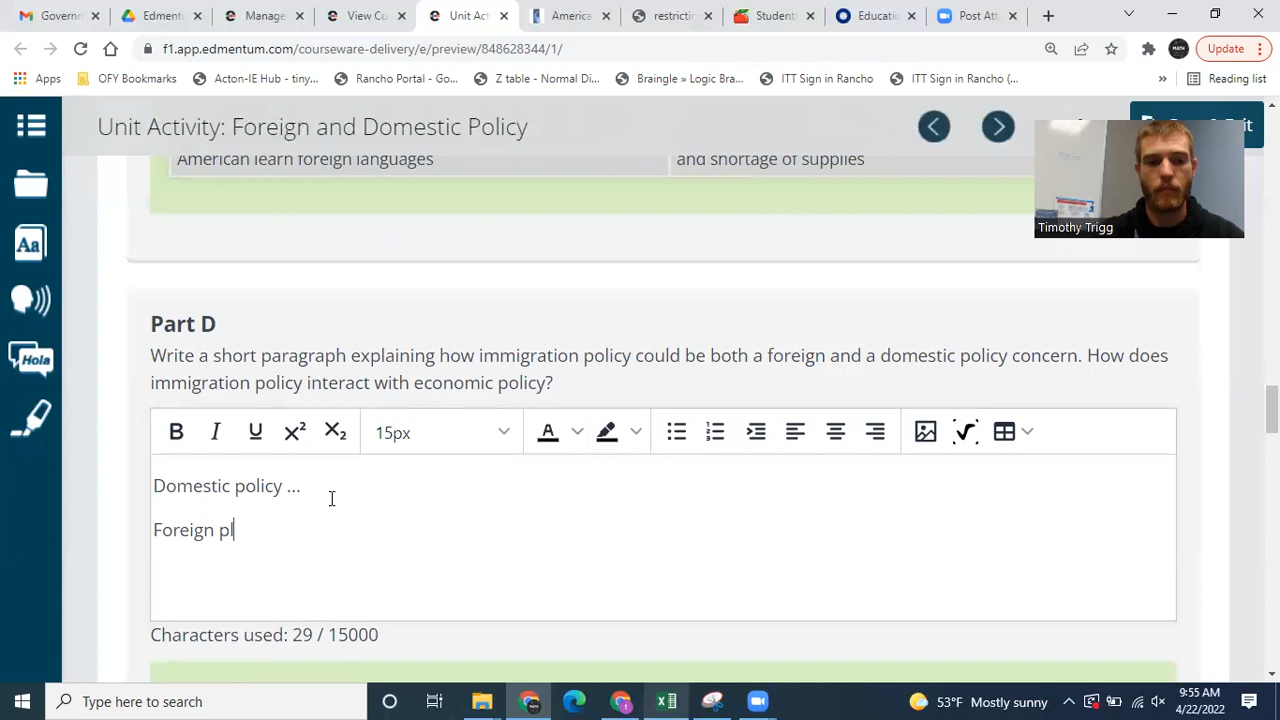 Governm
Edmentu
Manage
View Cu
Unit Act
America
restrictin
Student
Educatio
Post Att
f1.app.edmentum.com/courseware-delivery/e/preview/848628344/1/
Update
Apps
OFY Bookmarks
Acton-IE Hub - tiny...
Rancho Portal - Go...
Z table - Normal Di...
Braingle » Logic Bra...
ITT Sign in Rancho
ITT Sign in Rancho (...
»
Reading list
Unit Activity: Foreign and Domestic Policy
American learn foreign languages
and shortage of supplies
Timothy Trigg
Aa
Hola
Part D
Write a short paragraph explaining how immigration policy could be both a foreign and a domestic policy concern. How does
immigration policy interact with economic policy?
B I U X² X₂ 15px A
Domestic policy ...
Foreign pl
Characters used: 29 / 15000
Type here to search
53°F Mostly sunny
9:55 AM
4/22/2022